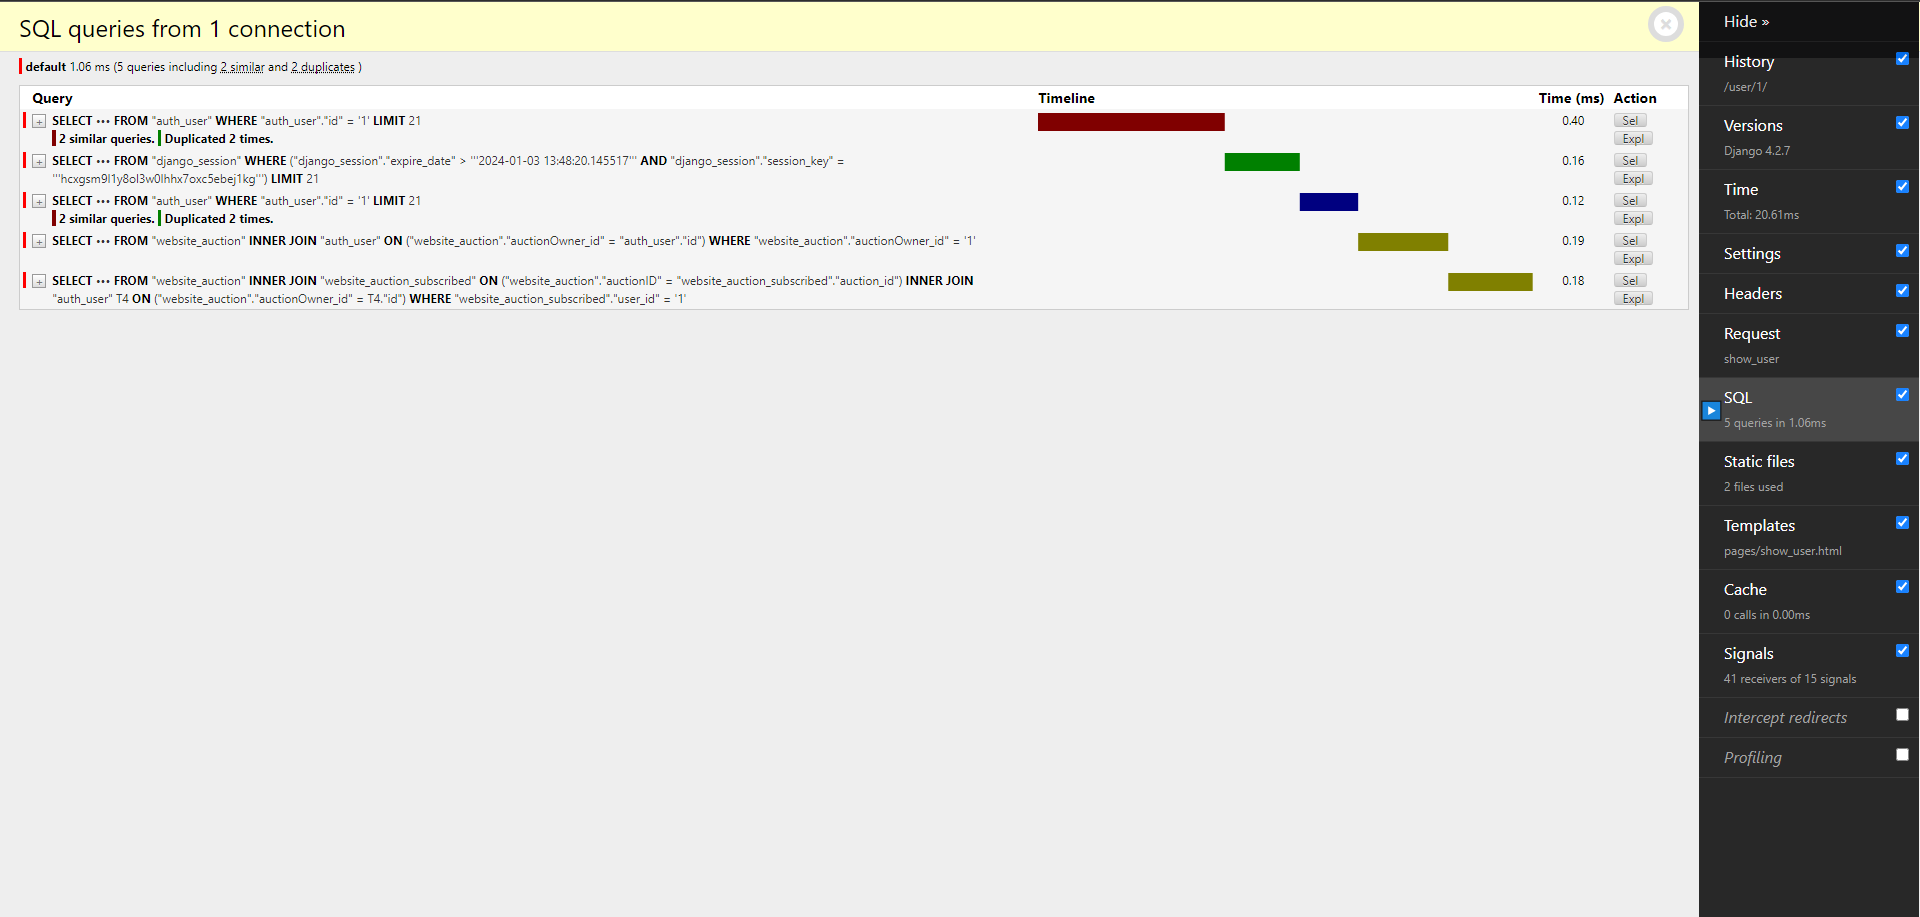 SQL queries from 1 connection
default 1.06 ms (5 queries including 2 similar and 2 duplicates )
Query Timeline Time (ms) Action
+ SELECT ••• FROM "auth_user" WHERE "auth_user"."id" = '1' LIMIT 21 0.40 Sel
2 similar queries. Duplicated 2 times. Expl
+ SELECT ••• FROM "django_session" WHERE ("django_session"."expire_date" > '''2024-01-03 13:48:20.145517''' AND "django_session"."session_key" = 0.16 Sel
'''hcxgsm9l1y8ol3w0lhhx7oxc5ebej1kg''') LIMIT 21 Expl
+ SELECT ••• FROM "auth_user" WHERE "auth_user"."id" = '1' LIMIT 21 0.12 Sel
2 similar queries. Duplicated 2 times. Expl
+ SELECT ••• FROM "website_auction" INNER JOIN "auth_user" ON ("website_auction"."auctionOwner_id" = "auth_user"."id") WHERE "website_auction"."auctionOwner_id" = '1' 0.19 Sel
Expl
+ SELECT ••• FROM "website_auction" INNER JOIN "website_auction_subscribed" ON ("website_auction"."auctionID" = "website_auction_subscribed"."auction_id") INNER JOIN 0.18 Sel
"auth_user" T4 ON ("website_auction"."auctionOwner_id" = T4."id") WHERE "website_auction_subscribed"."user_id" = '1' Expl
Hide »
History
/user/1/
Versions
Django 4.2.7
Time
Total: 20.61ms
Settings
Headers
Request
show_user
SQL
5 queries in 1.06ms
Static files
2 files used
Templates
pages/show_user.html
Cache
0 calls in 0.00ms
Signals
41 receivers of 15 signals
Intercept redirects
Profiling